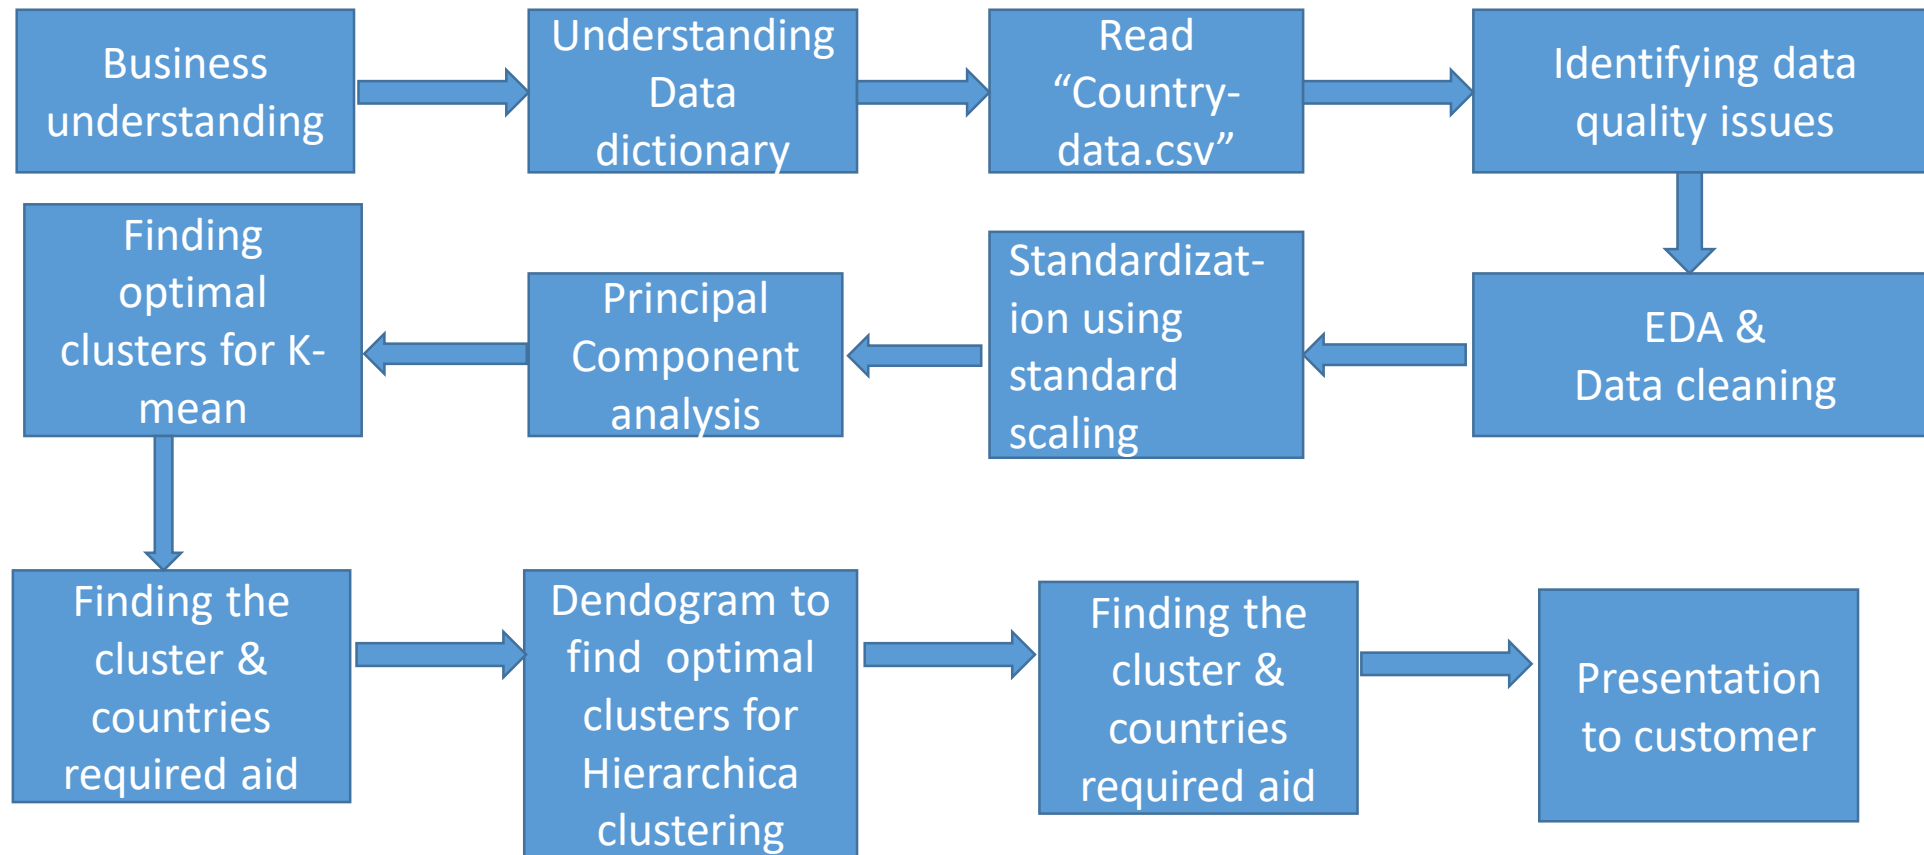 Business
understanding
Understanding
Data
dictionary
Read
“Country-
data.csv”
Identifying data
quality issues
EDA &
Data cleaning
Standardizat-
ion using
standard
scaling
Principal
Component
analysis
Finding
optimal
clusters for K-
mean
Finding the
cluster &
countries
required aid
Dendogram to
find  optimal
clusters for
Hierarchica
clustering
Finding the
cluster &
countries
required aid
Presentation
to customer